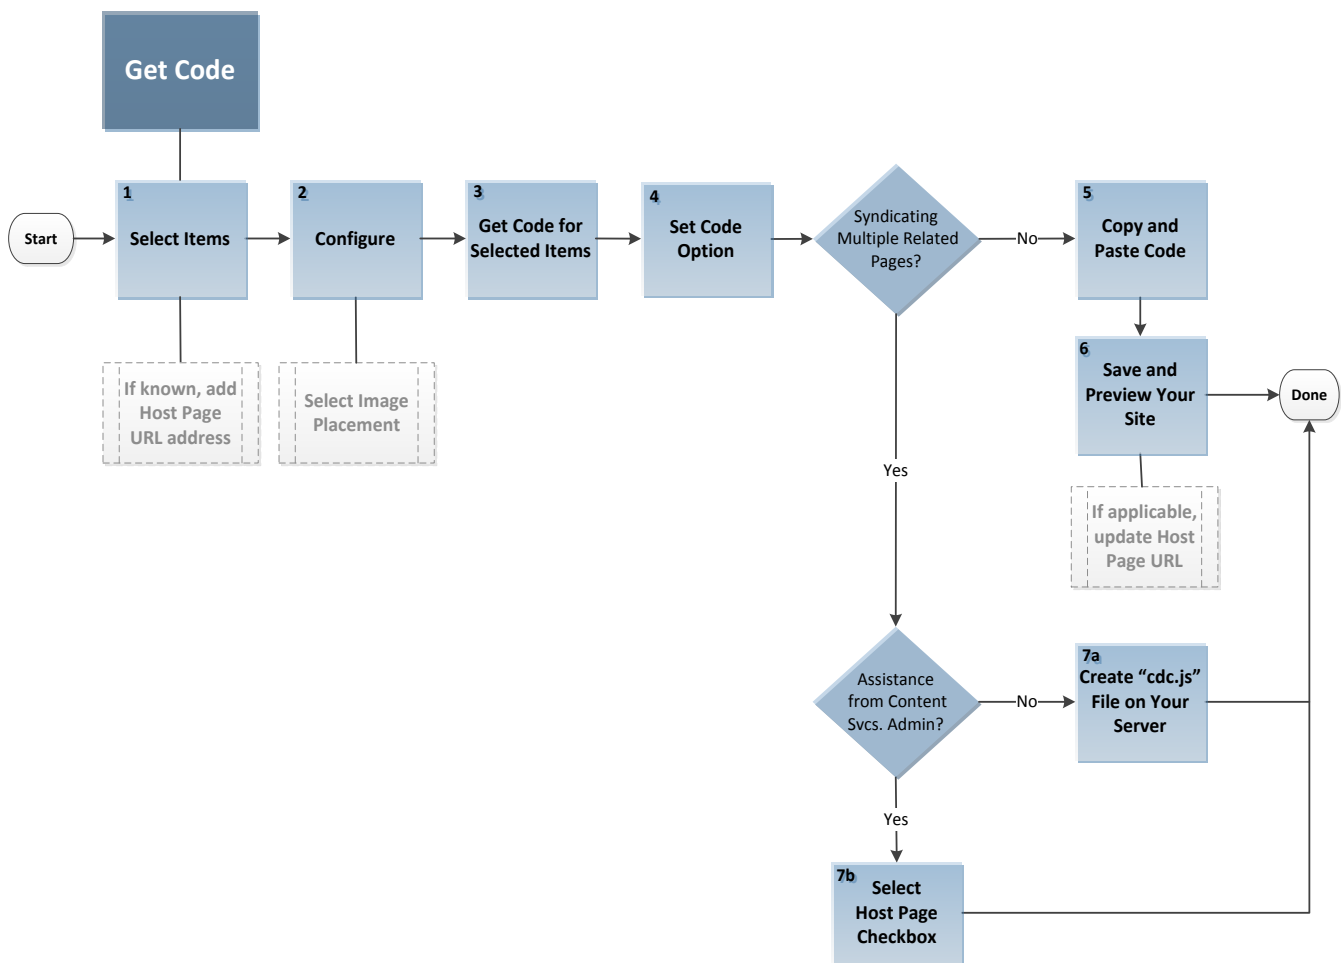 Get Code
Start
1
Select Items
2
Configure
3
Get Code for
Selected Items
4
Set Code
Option
Syndicating
Multiple Related
Pages?
No
5
Copy and
Paste Code
If known, add
Host Page
URL address
Select Image
Placement
6
Save and
Preview Your
Site
Done
Yes
If applicable,
update Host
Page URL
Assistance
from Content
Svcs. Admin?
No
7a
Create “cdc.js”
File on Your
Server
Yes
7b
Select
Host Page
Checkbox